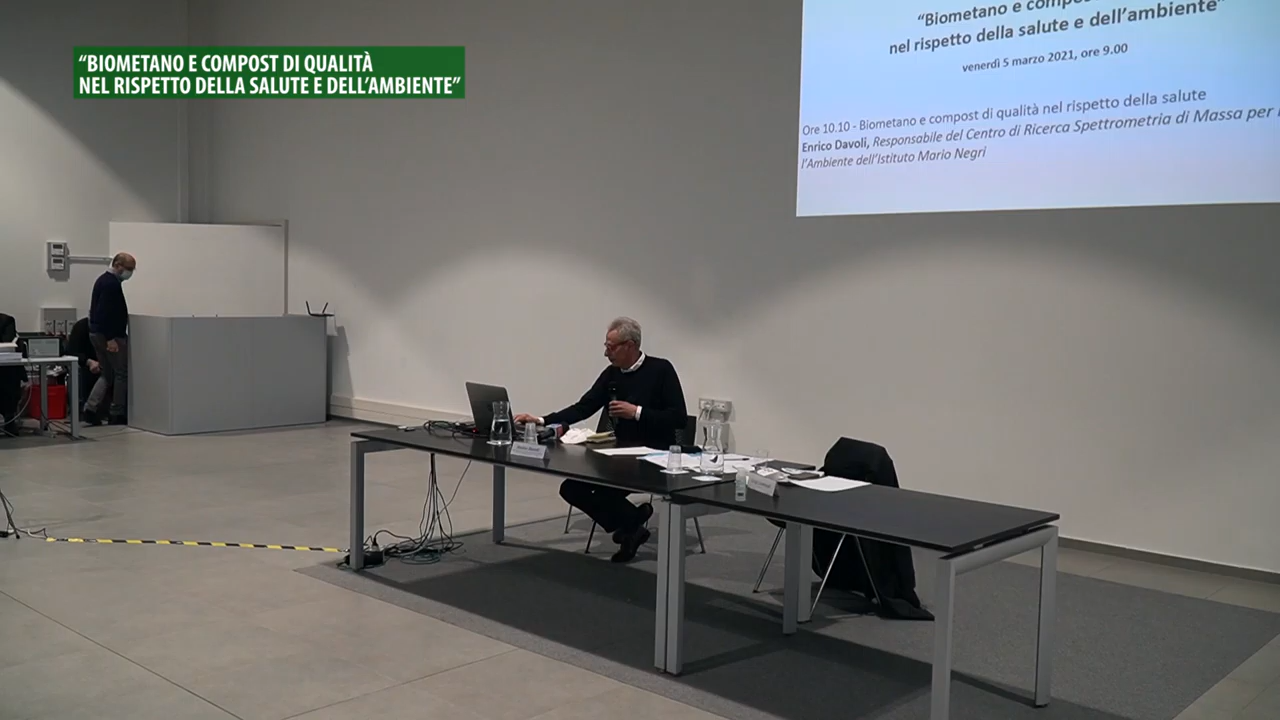 “BIOMETANO E COMPOST DI QUALITÀ
NEL RISPETTO DELLA SALUTE E DELL’AMBIENTE”
“Biometano e
nel rispetto della salute e dell’ambiente”
venerdì 5 marzo 2021, ore 9.00
Ore 10.10 - Biometano e compost di qualità nel rispetto della salute
Enrico Davoli, Responsabile del Centro di Ricerca Spettrometria di Massa per
l’Ambiente dell’Istituto Mario Negri